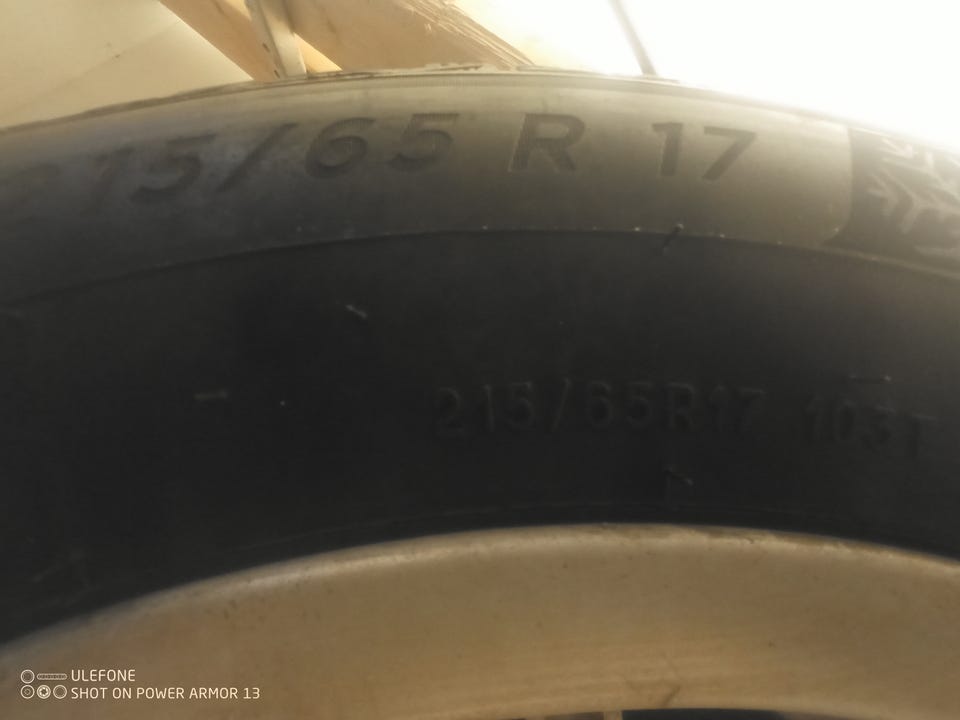 215/65 R 17
215/65R17 103T
ULEFONE
SHOT ON POWER ARMOR 13